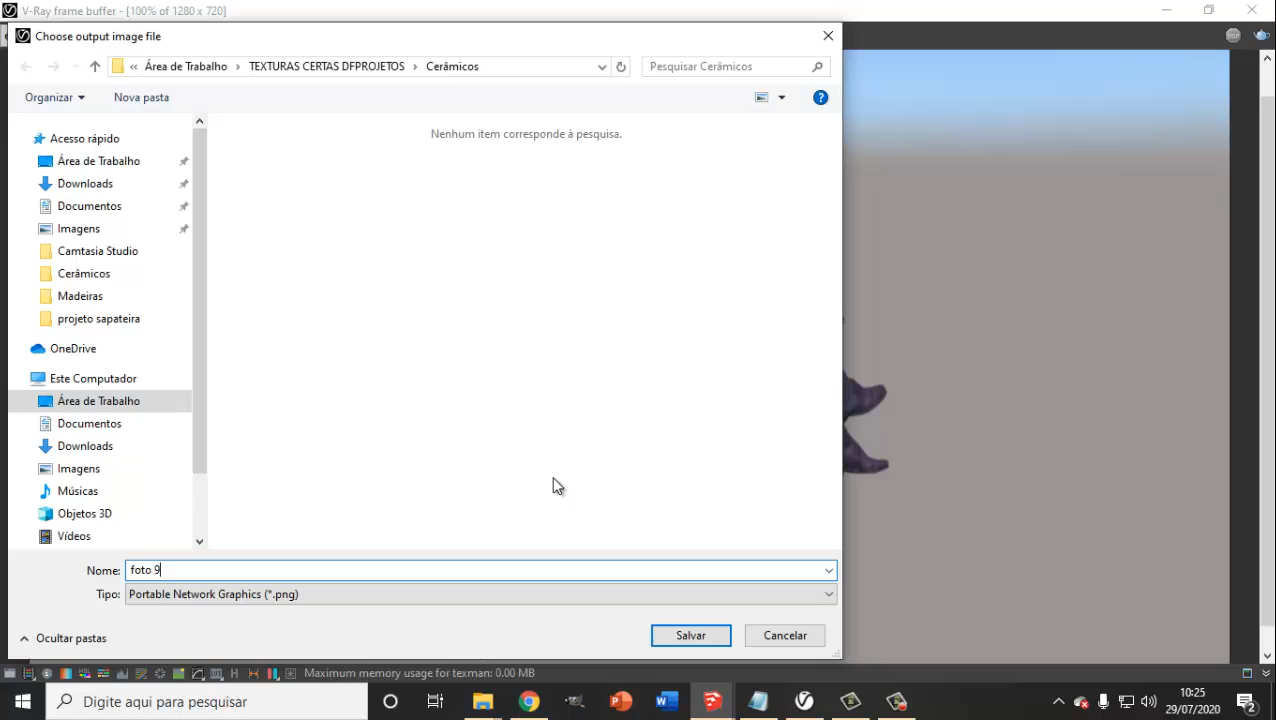 V-Ray frame buffer - [100% of 1280 x 720]
Choose output image file
« Área de Trabalho › TEXTURAS CERTAS DFPROJETOS › Cerâmicos
Pesquisar Cerâmicos
Organizar
Nova pasta
Nenhum item corresponde à pesquisa.
Acesso rápido
Área de Trabalho
Downloads
Documentos
Imagens
Camtasia Studio
Cerâmicos
Madeiras
projeto sapateira
OneDrive
Este Computador
Área de Trabalho
Documentos
Downloads
Imagens
Músicas
Objetos 3D
Vídeos
Nome: foto 9
Tipo: Portable Network Graphics (*.png)
Ocultar pastas
Salvar
Cancelar
Maximum memory usage for texman: 0.00 MB
Digite aqui para pesquisar
10:25
29/07/2020
2